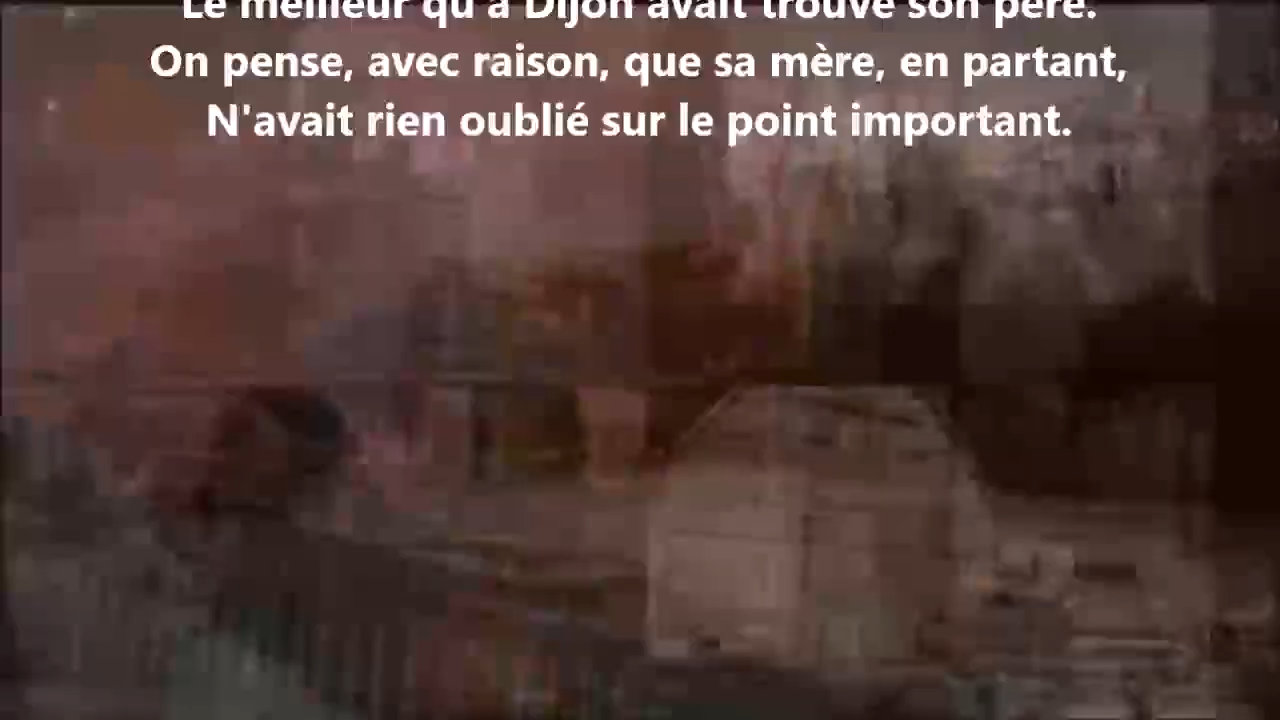 Le meilleur qu'à Dijon avait trouvé son père.
On pense, avec raison, que sa mère, en partant,
N'avait rien oublié sur le point important.